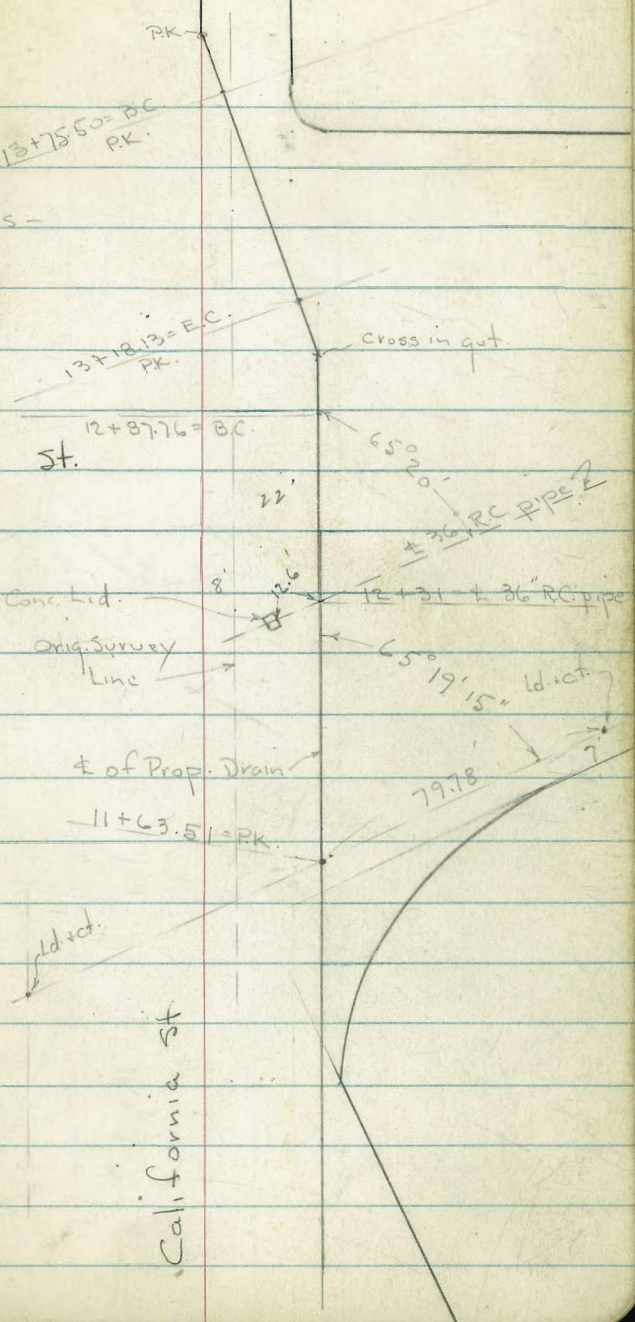 P.K
13+75.50=B.C
P.K.
s -
13+18.13=E.C.
P.K.
Cross in gut
12+87.76=B.C.
St.
65°
20'
22'
℄ 36" R.C pipe
8'
12.6'
Conc. Lid.
12+31=℄ 36" R.C. pipe
Orig. Survey
Line
65°
19'
15"
Ld.+ct.
7'
℄ of Prop. Drain
79.78
11+63.51=P.K.
Ld.+ct.
California St